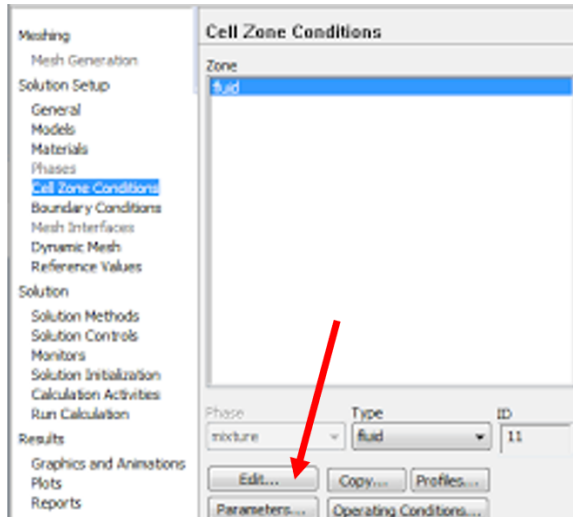 Meshing
Mesh Generation
Solution Setup
General
Models
Materials
Phases
Cell Zone Conditions
Boundary Conditions
Mesh Interfaces
Dynamic Mesh
Reference Values
Solution
Solution Methods
Solution Controls
Monitors
Solution Initialization
Calculation Activities
Run Calculation
Results
Graphics and Animations
Plots
Reports
Cell Zone Conditions
Zone
fluid
Phase Type ID
mixture fluid 11
Edit... Copy... Profiles...
Parameters... Operating Conditions...